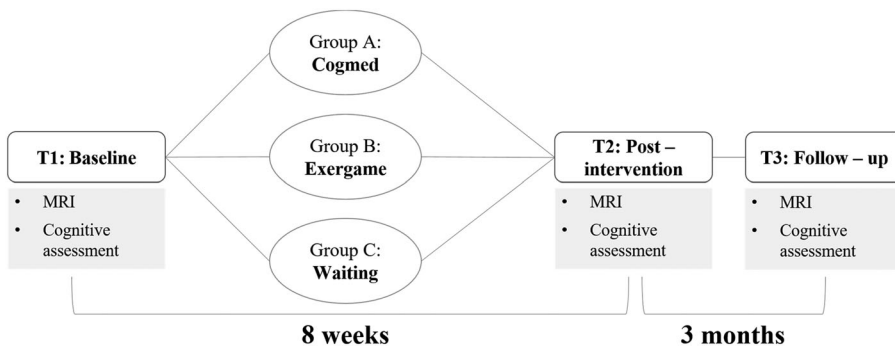 Group A:
Cogmed
T1: Baseline
• MRI
• Cognitive
assessment
Group B:
Exergame
Group C:
Waiting
T2: Post –
intervention
• MRI
• Cognitive
assessment
T3: Follow – up
• MRI
• Cognitive
assessment
8 weeks
3 months